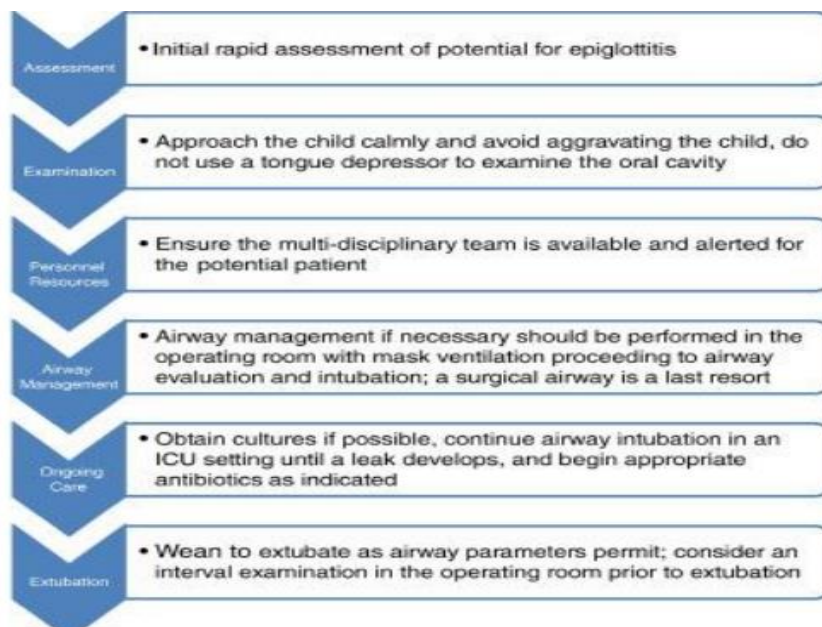 Assessment
• Initial rapid assessment of potential for epiglottitis
Examination
• Approach the child calmly and avoid aggravating the child, do
not use a tongue depressor to examine the oral cavity
Personnel
Resources
• Ensure the multi-disciplinary team is available and alerted for
the potential patient
Airway
Management
• Airway management if necessary should be performed in the
operating room with mask ventilation proceeding to airway
evaluation and intubation; a surgical airway is a last resort
Ongoing
Care
• Obtain cultures if possible, continue airway intubation in an
ICU setting until a leak develops, and begin appropriate
antibiotics as indicated
Extubation
• Wean to extubate as airway parameters permit; consider an
interval examination in the operating room prior to extubation